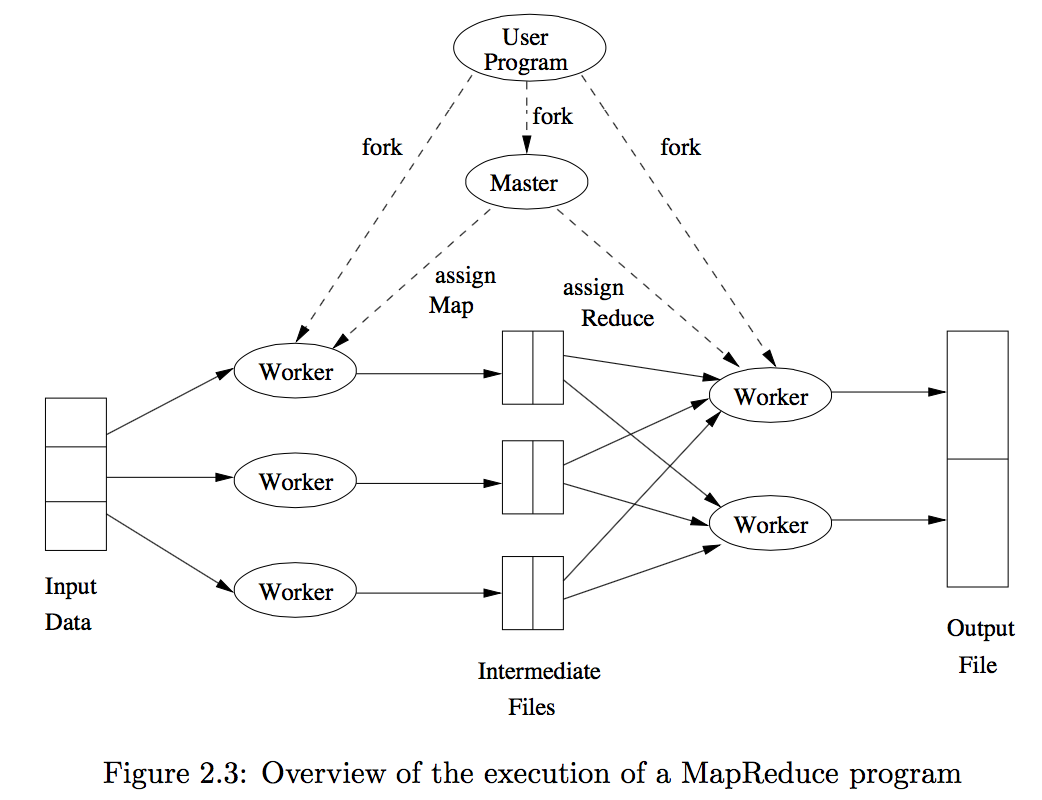 User
Program
fork
fork
fork
Master
assign
Map
assign
Reduce
Worker
Worker
Worker
Worker
Worker
Input
Data
Intermediate
Files
Output
File
Figure 2.3: Overview of the execution of a MapReduce program